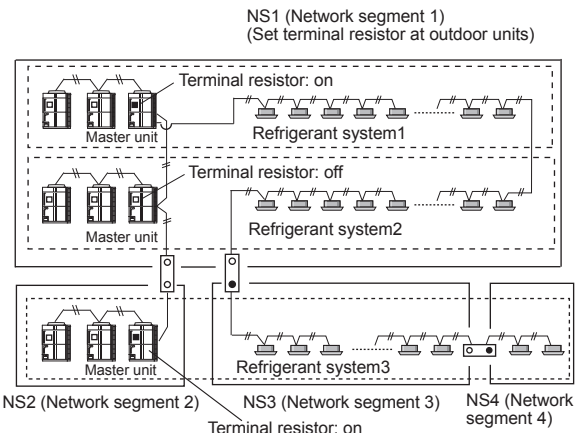 NS1 (Network segment 1)
(Set terminal resistor at outdoor units)
Terminal resistor: on
Master unit
Refrigerant system1
Terminal resistor: off
Master unit
Refrigerant system2
Master unit
Refrigerant system3
NS2 (Network segment 2)
NS3 (Network segment 3)
NS4 (Network
segment 4)
Terminal resistor: on